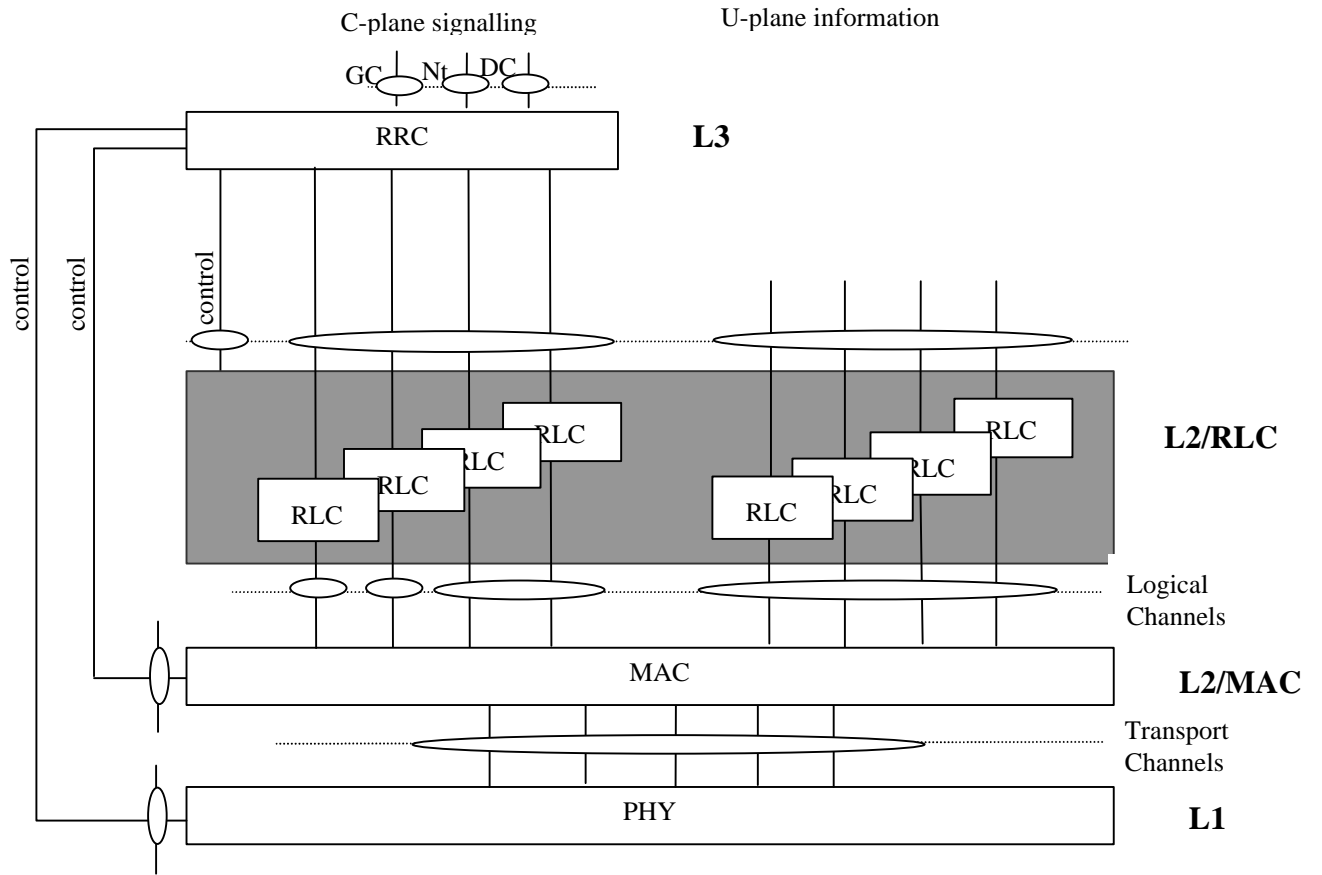 C-plane signalling
U-plane information
GC
Nt
DC
RRC
L3
control
control
control
RLC
RLC
RLC
RLC
RLC
RLC
RLC
RLC
L2/RLC
Logical
Channels
MAC
L2/MAC
Transport
Channels
PHY
L1